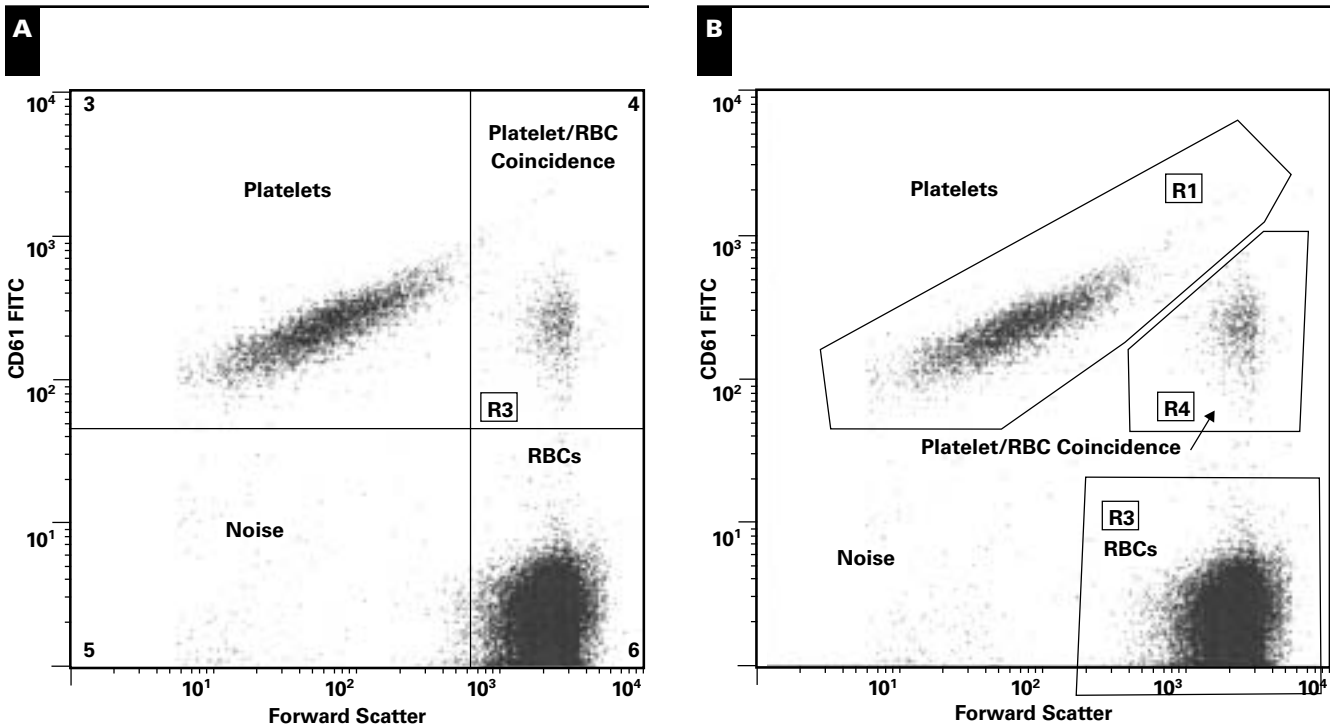 A
10⁴
3
4
Platelet/RBC
Coincidence
Platelets
10³
CD61 FITC
10²
R3
RBCs
Noise
10¹
5
6
10¹ 10² 10³ 10⁴
Forward Scatter
B
10⁴
Platelets
R1
10³
CD61 FITC
10²
R4
Platelet/RBC Coincidence
10¹
R3
RBCs
Noise
10¹ 10² 10³ 10⁴
Forward Scatter